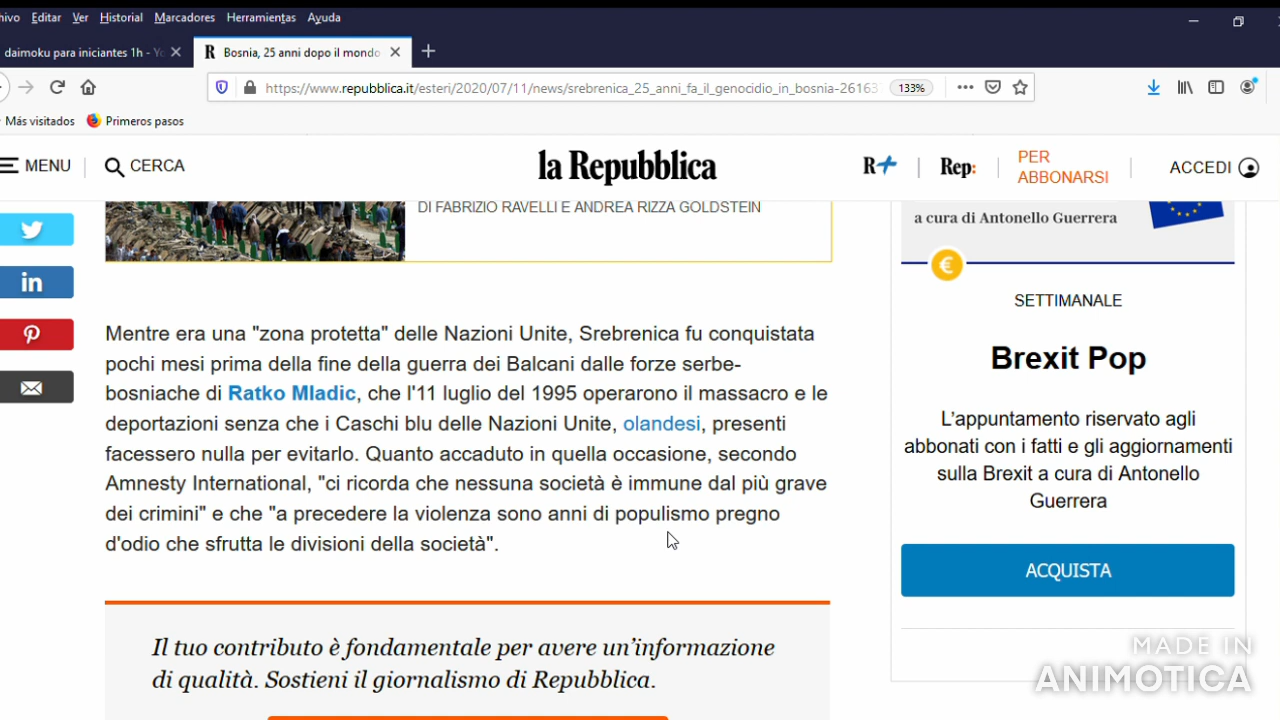 hivo Editar Ver Historial Marcadores Herramientas Ayuda
daimoku para iniciantes 1h - Yo
R Bosnia, 25 anni dopo il mondo
https://www.repubblica.it/esteri/2020/07/11/news/srebrenica_25_anni_fa_il_genocidio_in_bosnia-26163
133%
Más visitados Primeros pasos
MENU CERCA
la Repubblica
R+ Rep:
PER
ABBONARSI
ACCEDI
DI FABRIZIO RAVELLI E ANDREA RIZZA GOLDSTEIN
in
Mentre era una "zona protetta" delle Nazioni Unite, Srebrenica fu conquistata
pochi mesi prima della fine della guerra dei Balcani dalle forze serbe-
bosniache di Ratko Mladic, che l'11 luglio del 1995 operarono il massacro e le
deportazioni senza che i Caschi blu delle Nazioni Unite, olandesi, presenti
facessero nulla per evitarlo. Quanto accaduto in quella occasione, secondo
Amnesty International, "ci ricorda che nessuna società è immune dal più grave
dei crimini" e che "a precedere la violenza sono anni di populismo pregno
d'odio che sfrutta le divisioni della società".
Il tuo contributo è fondamentale per avere un'informazione
di qualità. Sostieni il giornalismo di Repubblica.
a cura di Antonello Guerrera
€
SETTIMANALE
Brexit Pop
L'appuntamento riservato agli
abbonati con i fatti e gli aggiornamenti
sulla Brexit a cura di Antonello
Guerrera
ACQUISTA
MADE IN
ANIMOTICA